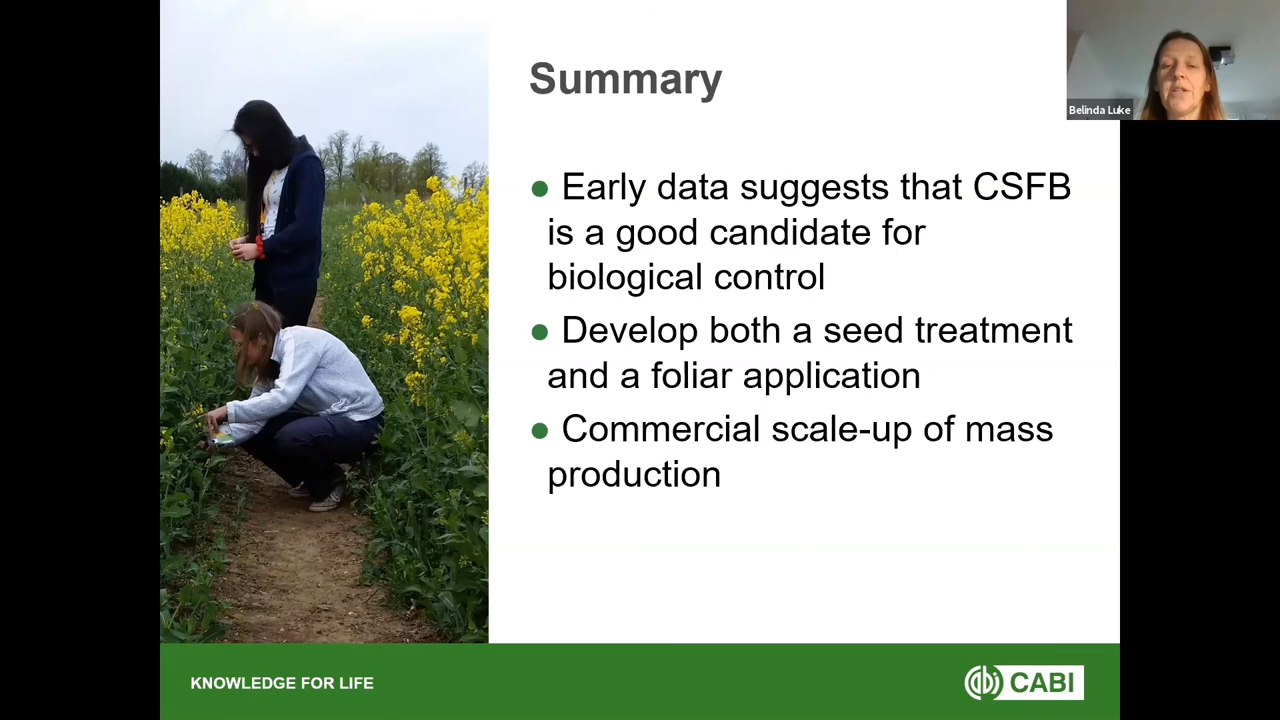 Summary
Belinda Luke
● Early data suggests that CSFB
is a good candidate for
biological control
● Develop both a seed treatment
and a foliar application
● Commercial scale-up of mass
production
KNOWLEDGE FOR LIFE
CABI